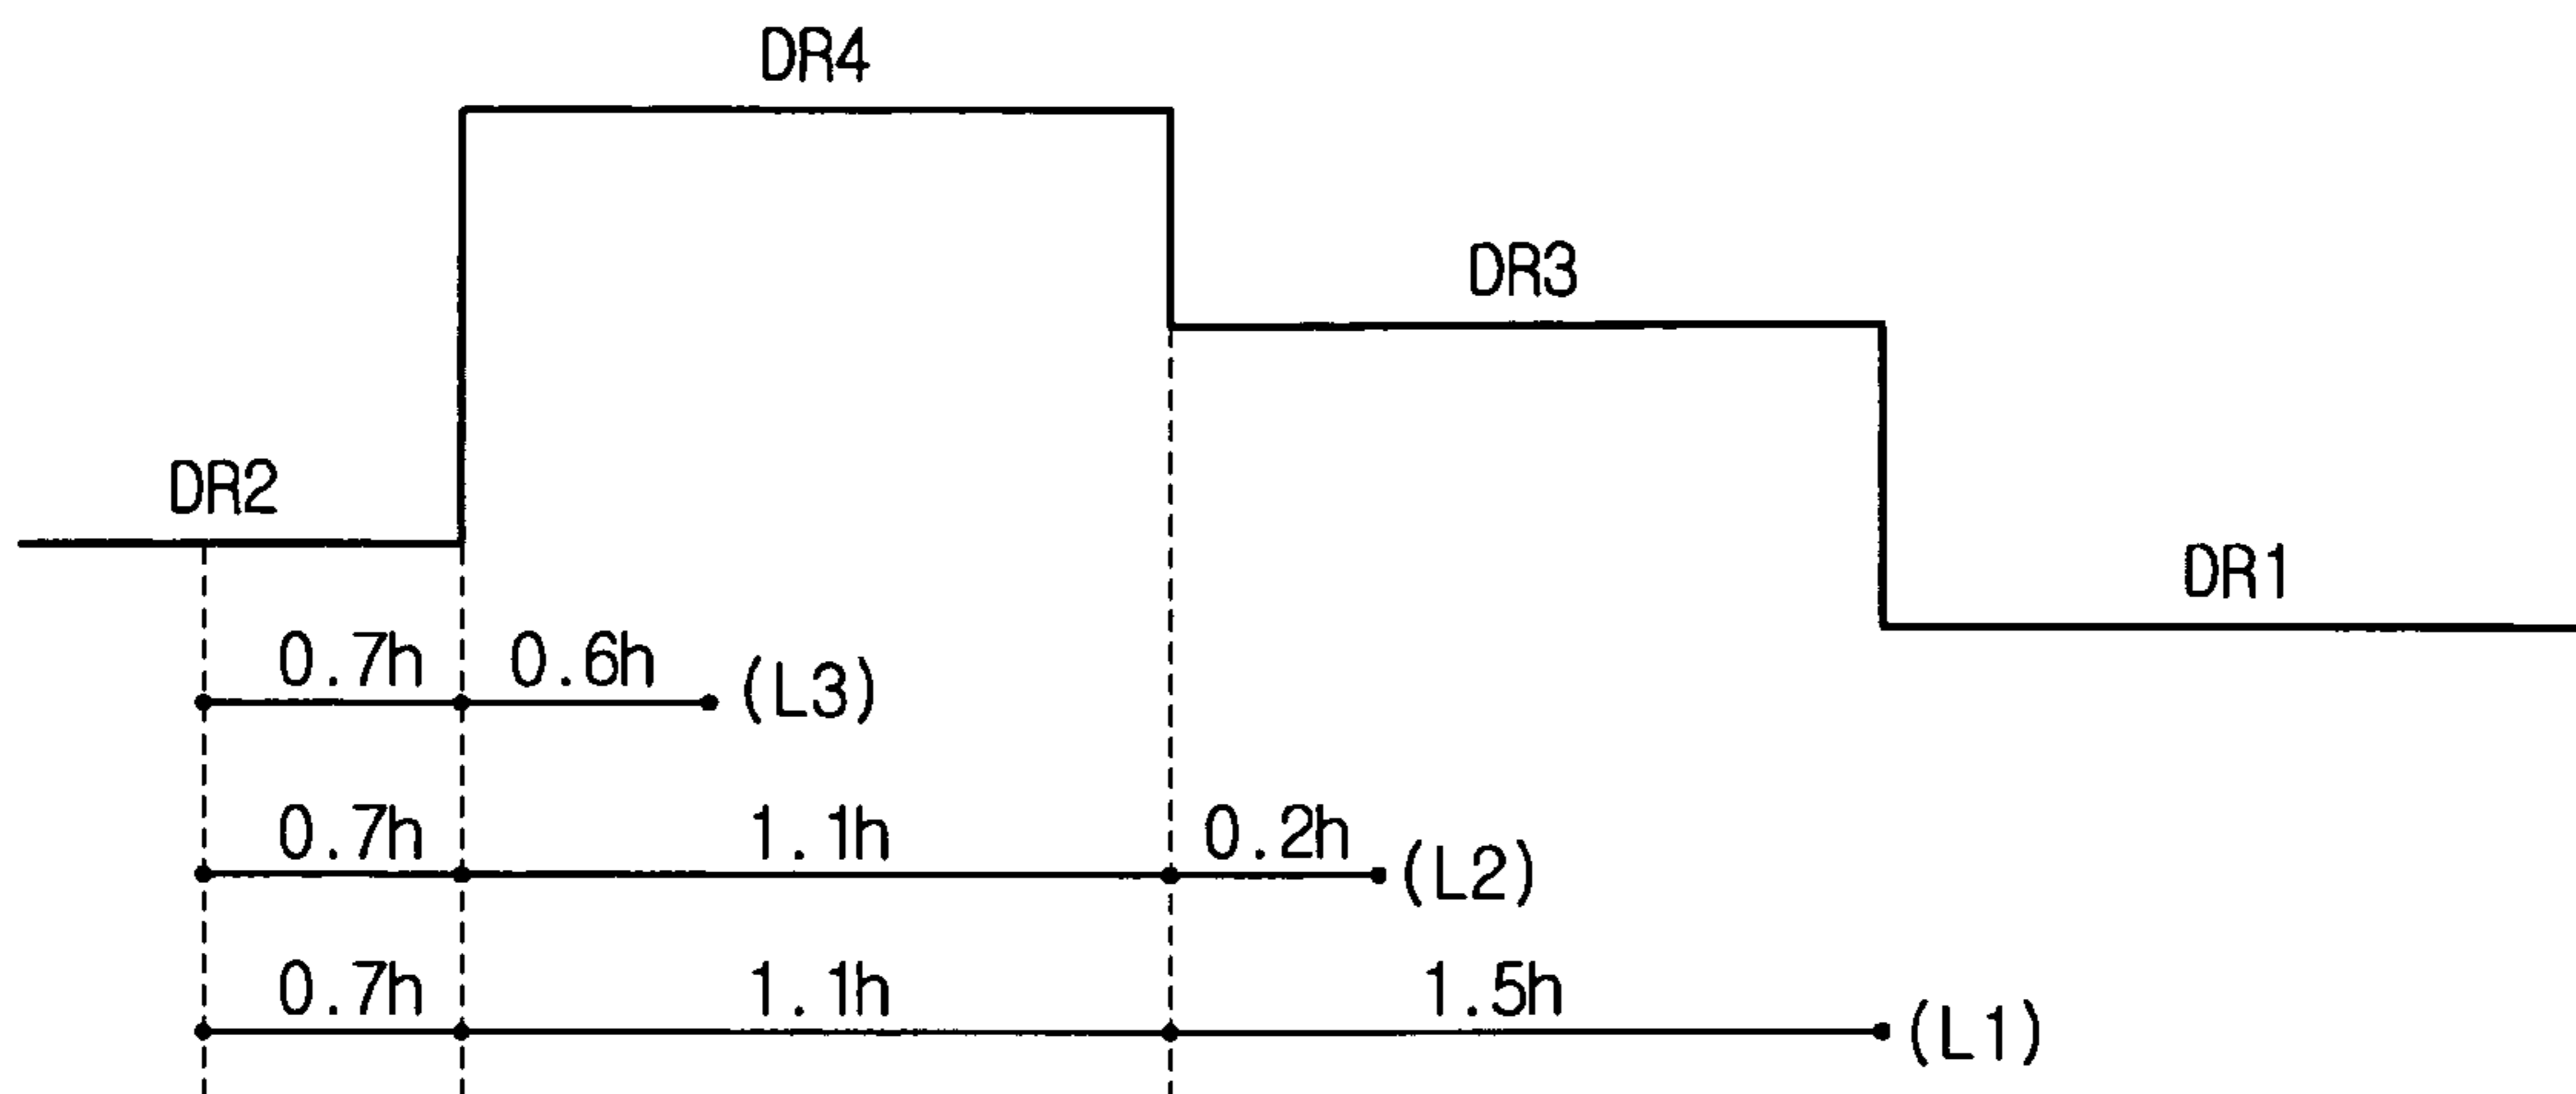 DR4
DR3
DR2
DR1
0.7h 0.6h (L3)
0.7h 1.1h 0.2h (L2)
0.7h 1.1h 1.5h (L1)